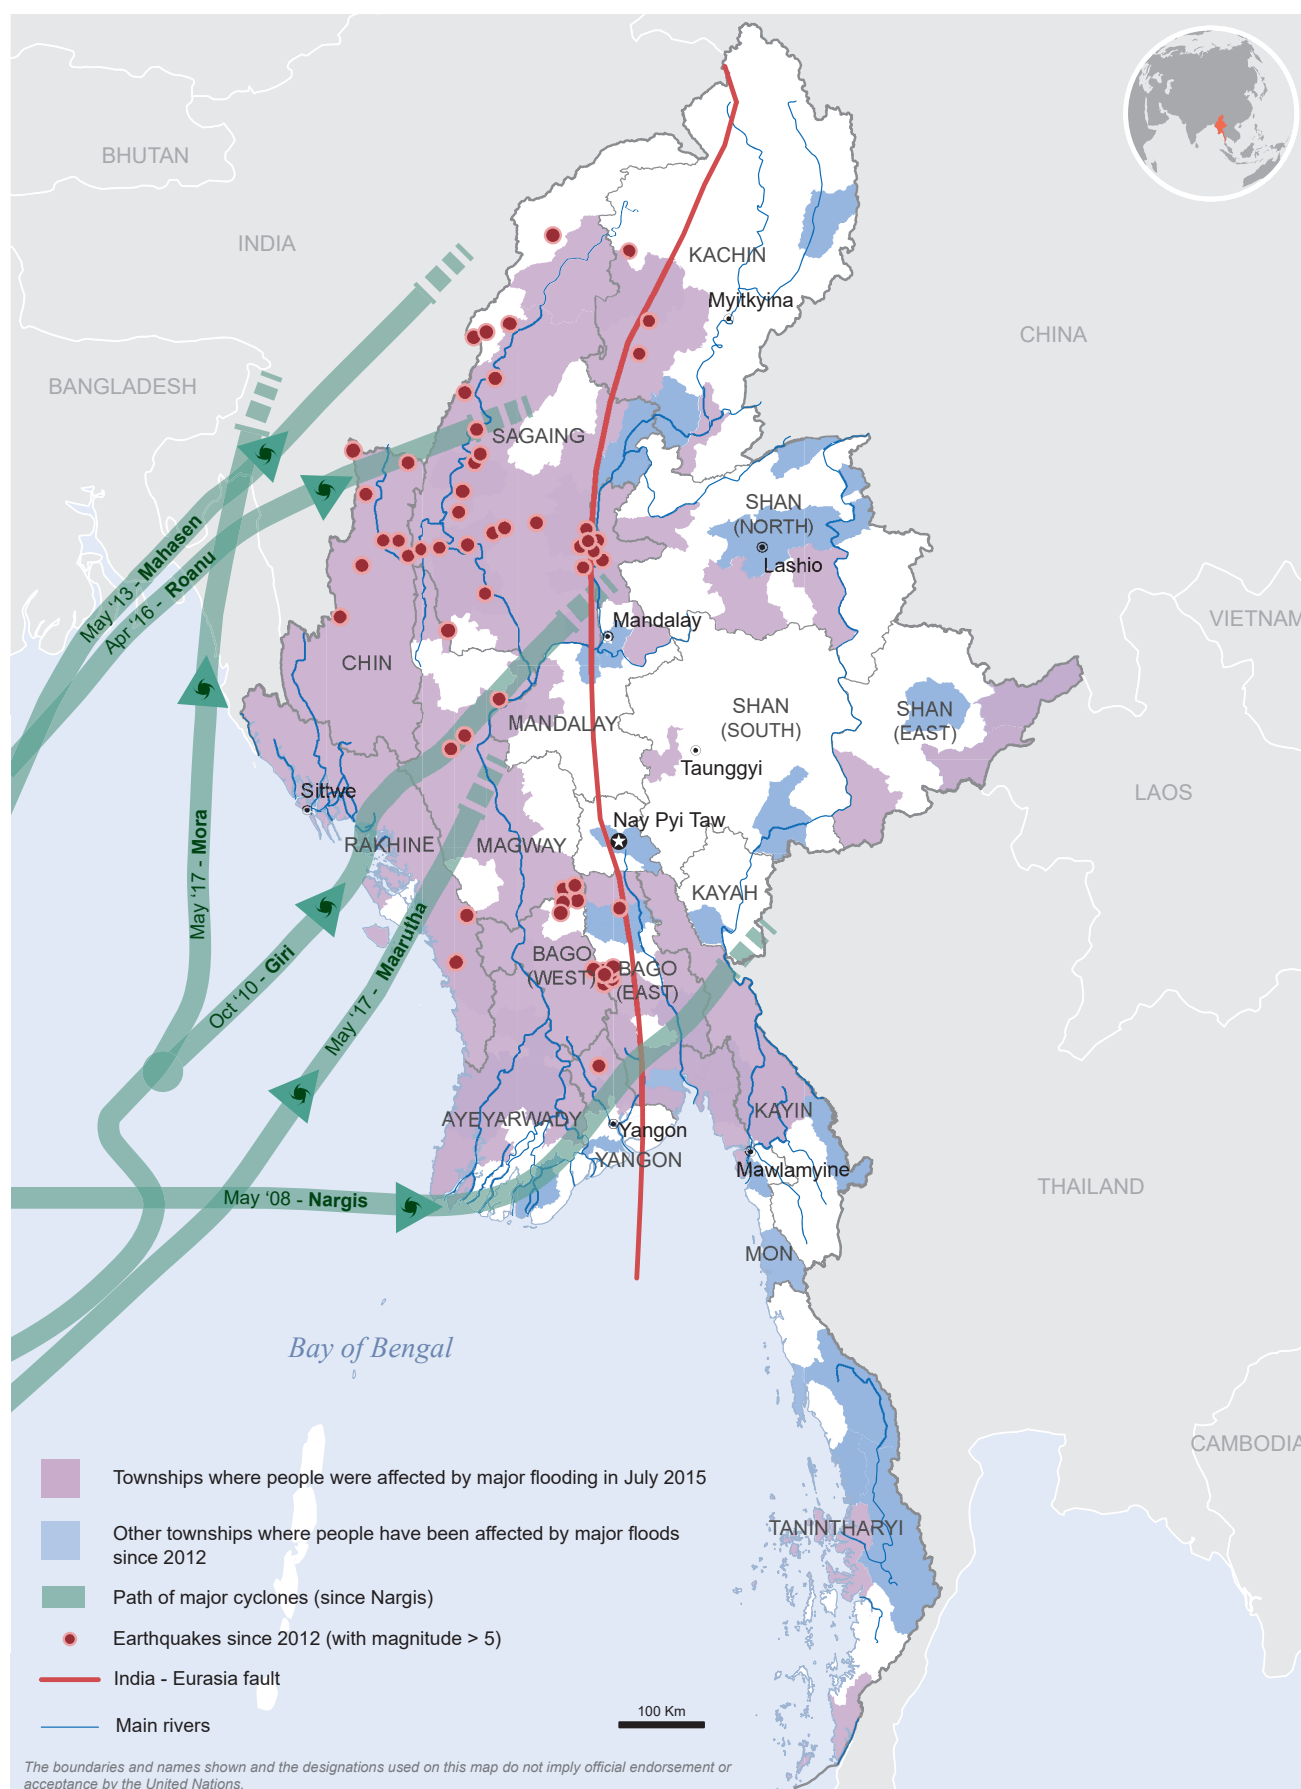 BHUTAN
INDIA
KACHIN
Myitkyina
CHINA
BANGLADESH
SAGAING
SHAN
(NORTH)
Lashio
May ‘13 - Mahasen
Apr ‘16 - Roanu
VIETNAM
Mandalay
CHIN
SHAN
(SOUTH)
SHAN
(EAST)
MANDALAY
Taunggyi
Sittwe
LAOS
Nay Pyi Taw
RAKHINE
MAGWAY
May ‘17 - Mora
KAYAH
Oct ‘10 - Giri
May ‘17 - Maarutha
BAGO
(WEST)
BAGO
(EAST)
AYEYARWADY
KAYIN
Yangon
YANGON
Mawlamyine
THAILAND
May ‘08 - Nargis
MON
Bay of Bengal
CAMBODIA
TANINTHARYI
Townships where people were affected by major flooding in July 2015
Other townships where people have been affected by major floods
since 2012
Path of major cyclones (since Nargis)
Earthquakes since 2012 (with magnitude > 5)
India - Eurasia fault
Main rivers
100 Km
The boundaries and names shown and the designations used on this map do not imply official endorsement or
acceptance by the United Nations.